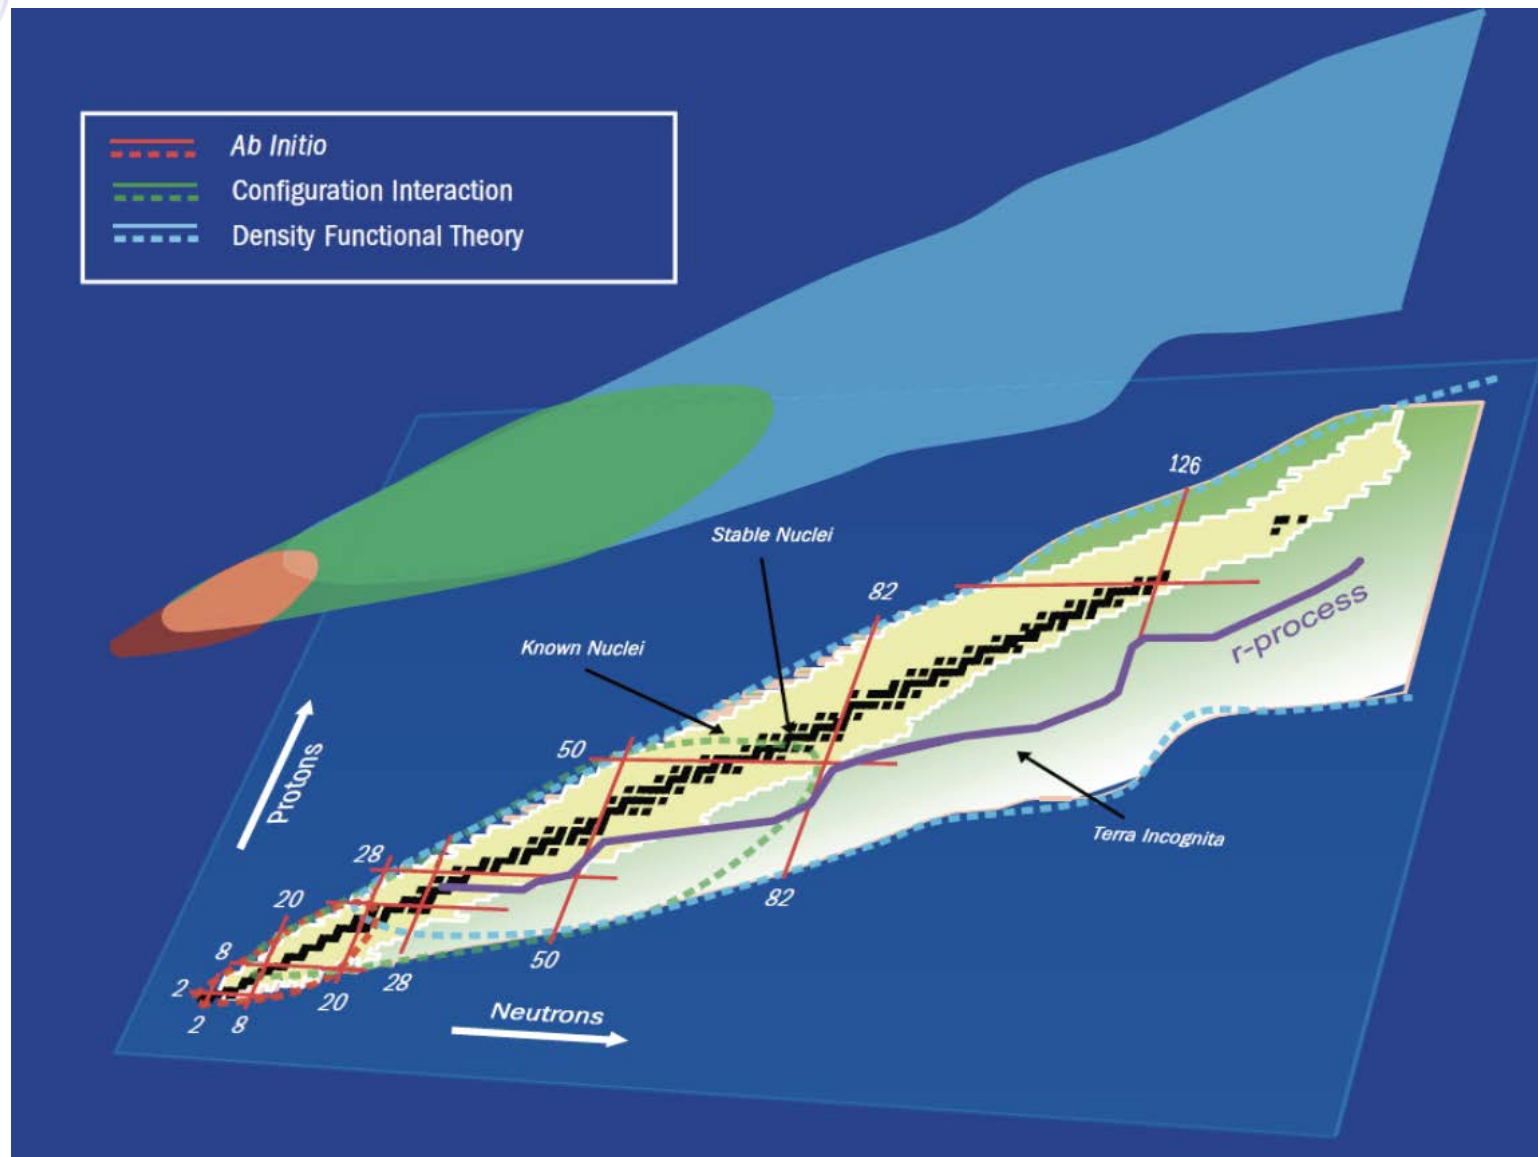 Ab Initio
Configuration Interaction
Density Functional Theory
126
Stable Nuclei
82
Known Nuclei
r-process
50
Protons
Terra Incognita
28
82
20
50
8
28
2
20
Neutrons
2
8